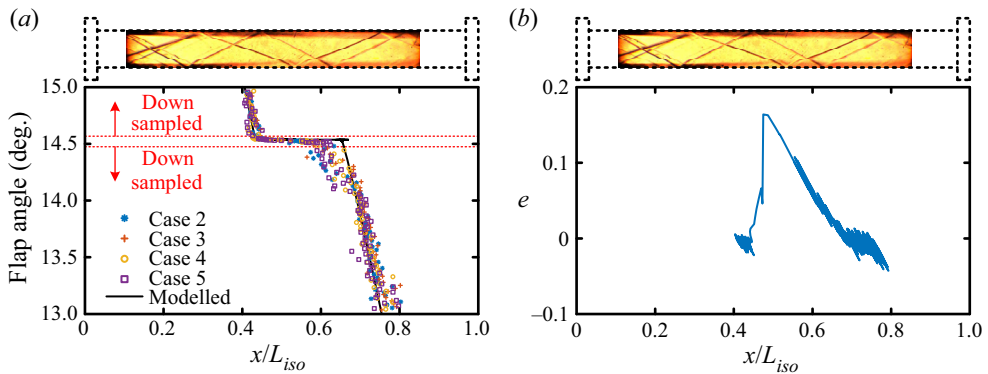 (a)
15.0
14.5
14.0
13.5
13.0
Flap angle (deg.)
Down
sampled
Down
sampled
Case 2
Case 3
Case 4
Case 5
Modelled
0
0.2
0.4
0.6
0.8
1.0
x/L_iso
(b)
0.2
0.1
0
−0.1
e
0
0.2
0.4
0.6
0.8
1.0
x/L_iso